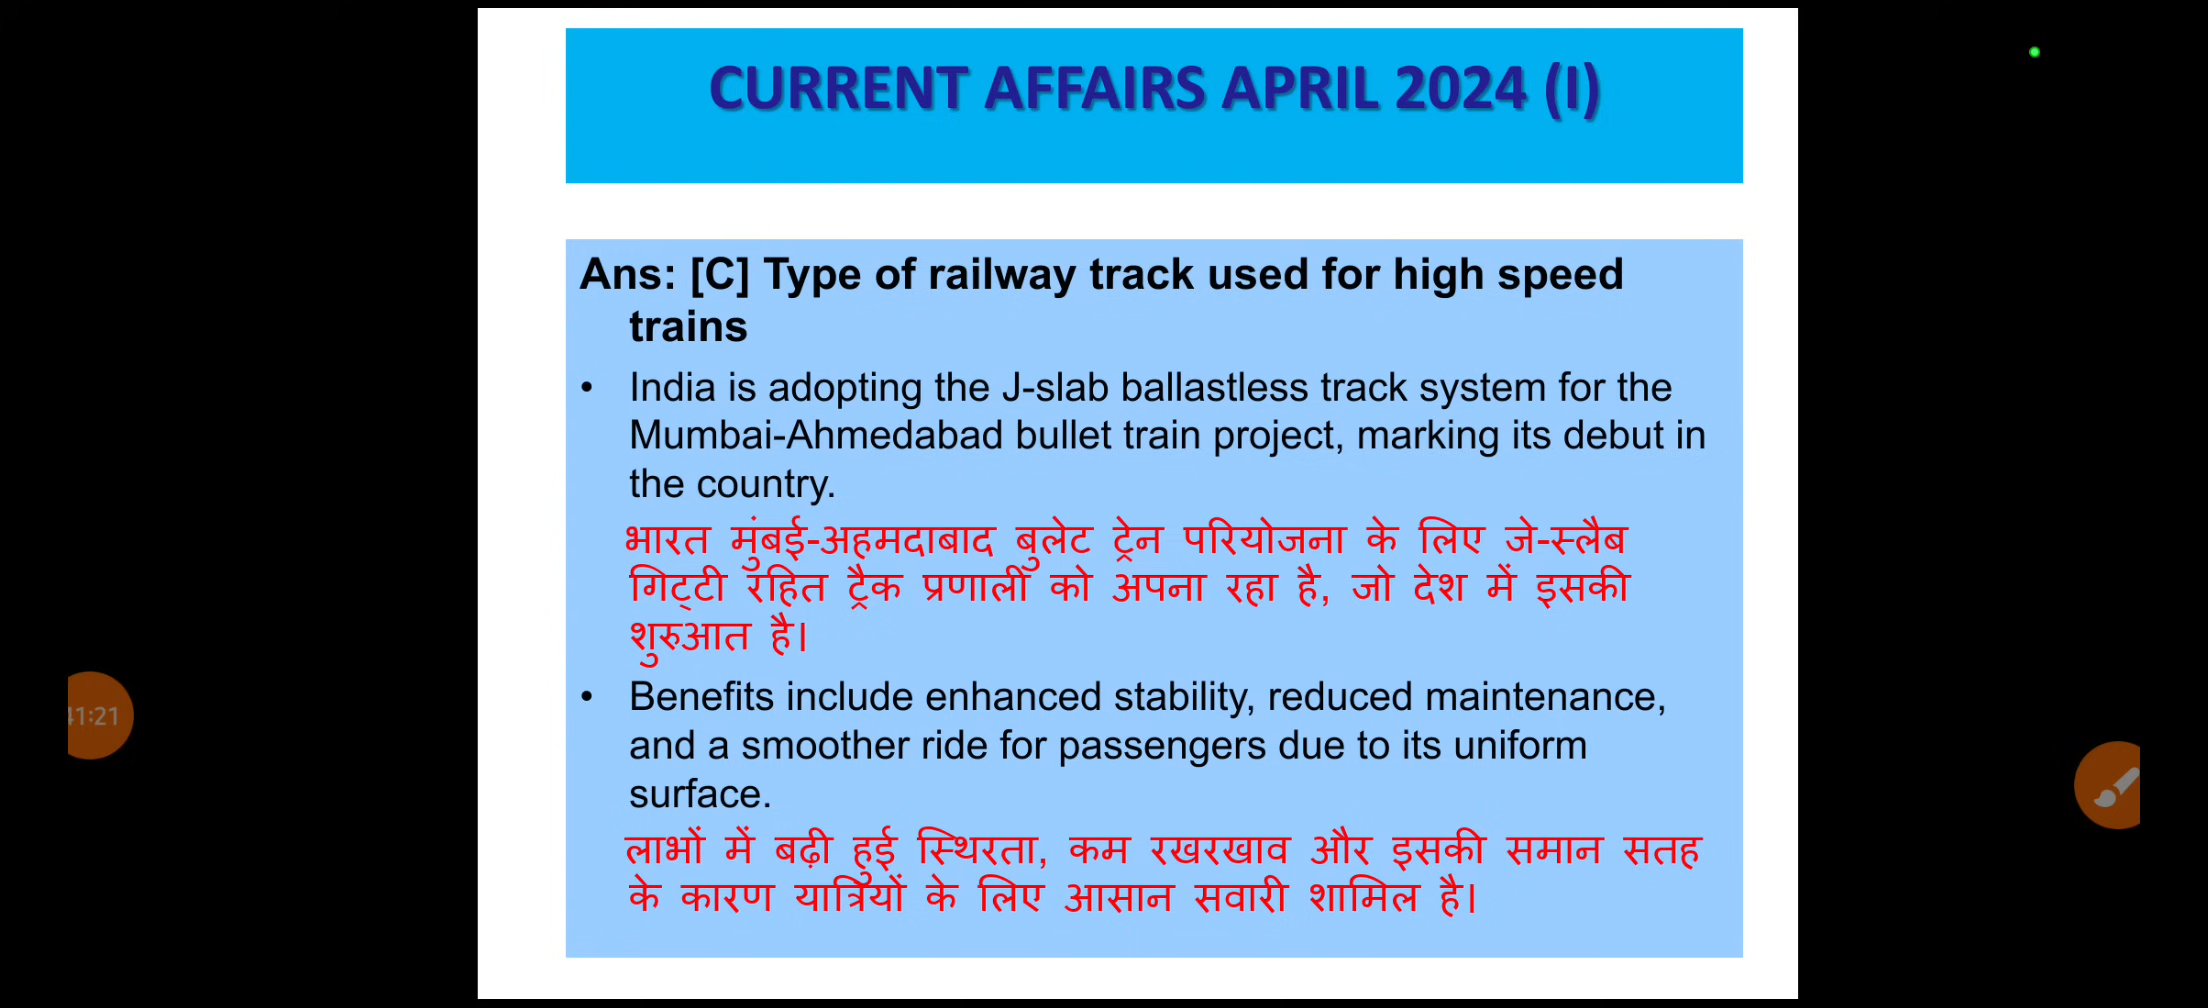 CURRENT AFFAIRS APRIL 2024 (I)
Ans: [C] Type of railway track used for high speed
trains
• India is adopting the J-slab ballastless track system for the
Mumbai-Ahmedabad bullet train project, marking its debut in
the country.
भारत मुंबई-अहमदाबाद बुलेट ट्रेन परियोजना के लिए जे-स्लैब
गिट्टी रहित ट्रैक प्रणाली को अपना रहा है, जो देश में इसकी
शुरुआत है।
• Benefits include enhanced stability, reduced maintenance,
and a smoother ride for passengers due to its uniform
surface.
लाभों में बढ़ी हुई स्थिरता, कम रखरखाव और इसकी समान सतह
के कारण यात्रियों के लिए आसान सवारी शामिल है।
1:21